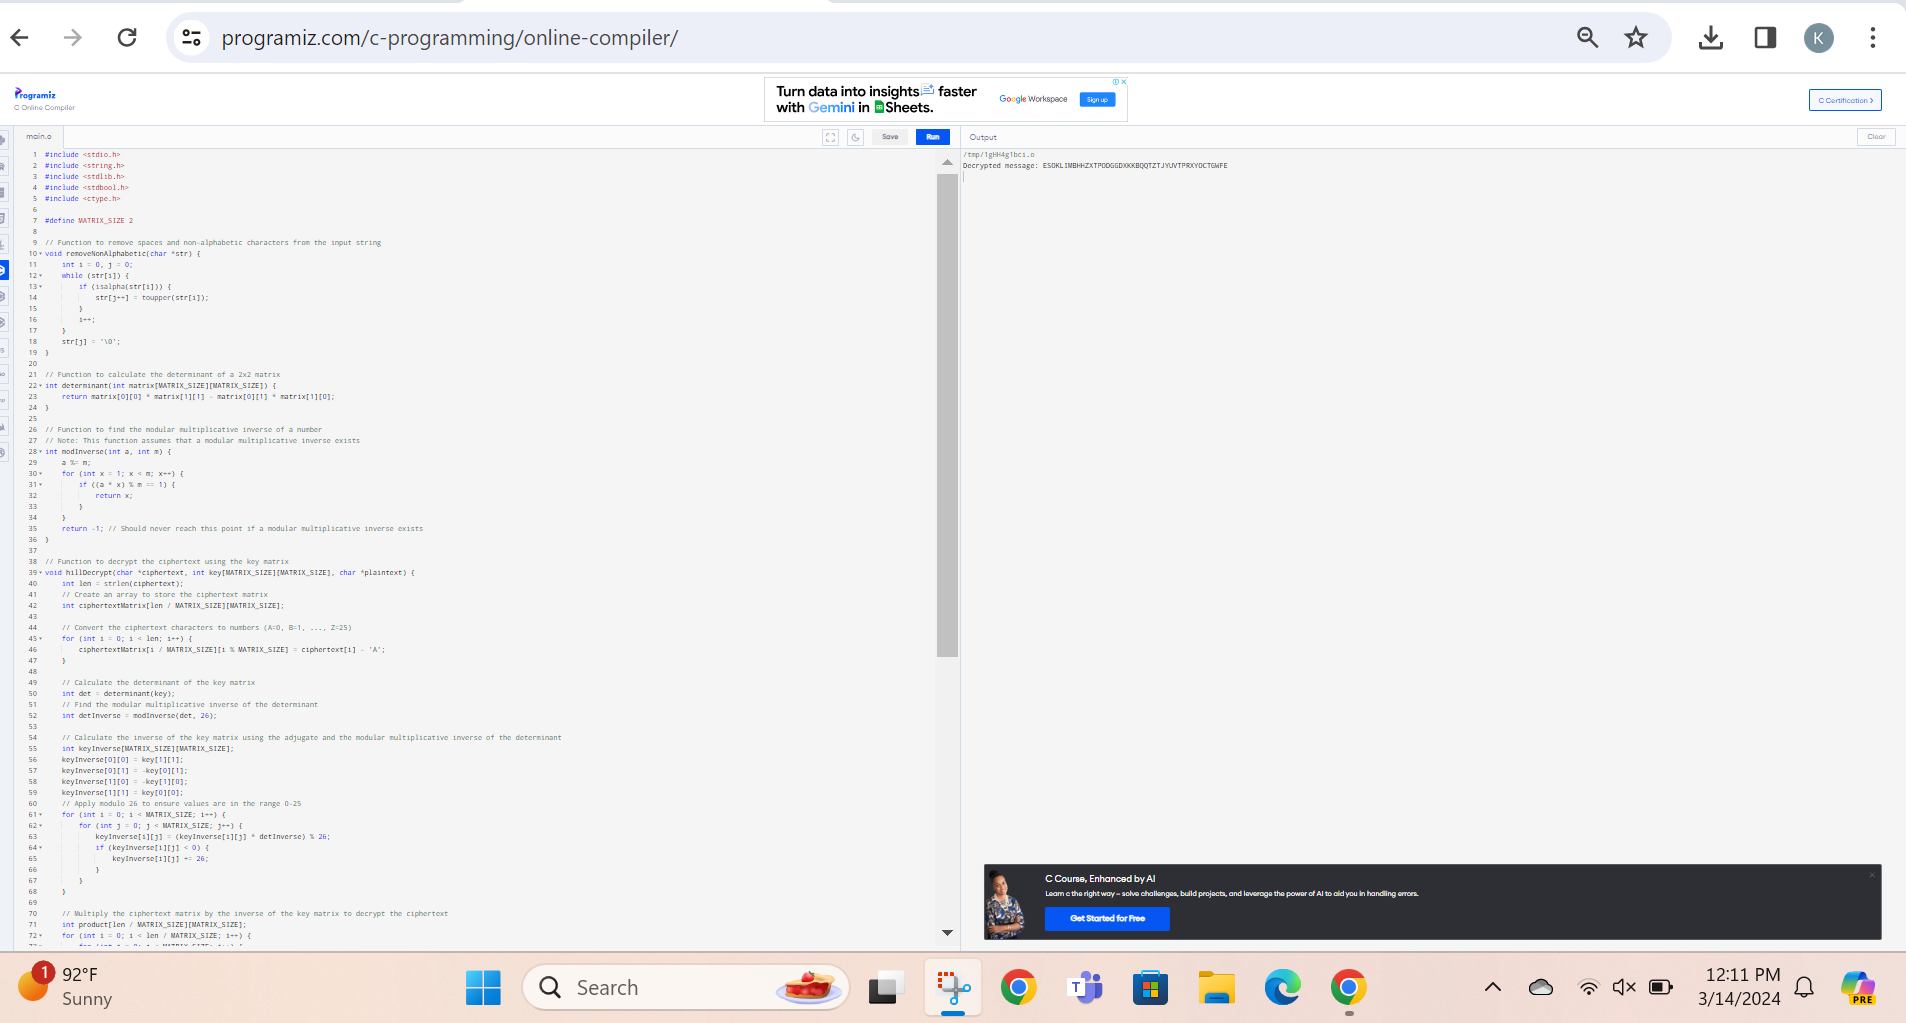 programiz.com/c-programming/online-compiler/
K
Programiz
C Online Compiler
Turn data into insights faster
with Gemini in Sheets.
Google Workspace
Sign up
C Certification >
main.c
Save
Run
Output
Clear
1 #include <stdio.h>
2 #include <string.h>
3 #include <stdlib.h>
4 #include <stdbool.h>
5 #include <ctype.h>
6
7 #define MATRIX_SIZE 2
8
9 // Function to remove spaces and non-alphabetic characters from the input string
10 void removeNonAlphabetic(char *str) {
11 int i = 0, j = 0;
12 while (str[i]) {
13 if (isalpha(str[i])) {
14 str[j++] = toupper(str[i]);
15 }
16 i++;
17 }
18 str[j] = '\0';
19 }
20
21 // Function to calculate the determinant of a 2x2 matrix
22 int determinant(int matrix[MATRIX_SIZE][MATRIX_SIZE]) {
23 return matrix[0][0] * matrix[1][1] - matrix[0][1] * matrix[1][0];
24 }
25
26 // Function to find the modular multiplicative inverse of a number
27 // Note: This function assumes that a modular multiplicative inverse exists
28 int modInverse(int a, int m) {
29 a %= m;
30 for (int x = 1; x < m; x++) {
31 if ((a * x) % m == 1) {
32 return x;
33 }
34 }
35 return -1; // Should never reach this point if a modular multiplicative inverse exists
36 }
37
38 // Function to decrypt the ciphertext using the key matrix
39 void hillDecrypt(char *ciphertext, int key[MATRIX_SIZE][MATRIX_SIZE], char *plaintext) {
40 int len = strlen(ciphertext);
41 // Create an array to store the ciphertext matrix
42 int ciphertextMatrix[len / MATRIX_SIZE][MATRIX_SIZE];
43
44 // Convert the ciphertext characters to numbers (A=0, B=1, ..., Z=25)
45 for (int i = 0; i < len; i++) {
46 ciphertextMatrix[i / MATRIX_SIZE][i % MATRIX_SIZE] = ciphertext[i] - 'A';
47 }
48
49 // Calculate the determinant of the key matrix
50 int det = determinant(key);
51 // Find the modular multiplicative inverse of the determinant
52 int detInverse = modInverse(det, 26);
53
54 // Calculate the inverse of the key matrix using the adjugate and the modular multiplicative inverse of the determinant
55 int keyInverse[MATRIX_SIZE][MATRIX_SIZE];
56 keyInverse[0][0] = key[1][1];
57 keyInverse[0][1] = -key[0][1];
58 keyInverse[1][0] = -key[1][0];
59 keyInverse[1][1] = key[0][0];
60 // Apply modulo 26 to ensure values are in the range 0-25
61 for (int i = 0; i < MATRIX_SIZE; i++) {
62 for (int j = 0; j < MATRIX_SIZE; j++) {
63 keyInverse[i][j] = (keyInverse[i][j] * detInverse) % 26;
64 if (keyInverse[i][j] < 0) {
65 keyInverse[i][j] += 26;
66 }
67 }
68 }
69
70 // Multiply the ciphertext matrix by the inverse of the key matrix to decrypt the ciphertext
71 int product[len / MATRIX_SIZE][MATRIX_SIZE];
72 for (int i = 0; i < len / MATRIX_SIZE; i++) {
/tmp/1gHH4g1bci.o
Decrypted message: ESOKLIMBHHZXTPODGGDXKKBQQTZTJYUVTPRXYOCTGWFE
C Course, Enhanced by AI
Learn c the right way – solve challenges, build projects, and leverage the power of AI to aid you in handling errors.
Get Started for Free
1
92°F
Sunny
Search
T
12:11 PM
3/14/2024
PRE